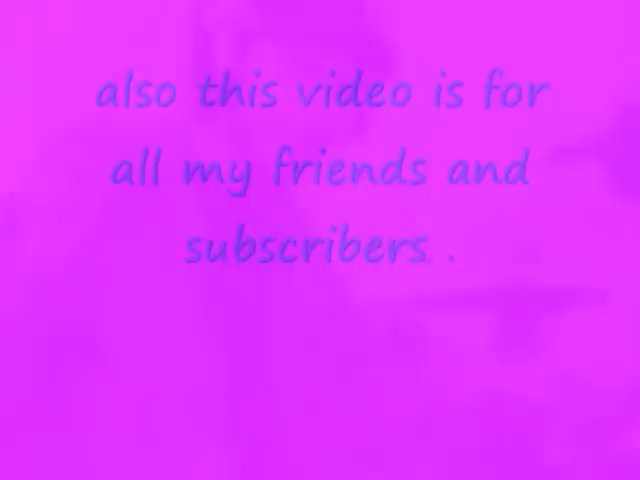 also this video is for
all my friends and
subscribers .